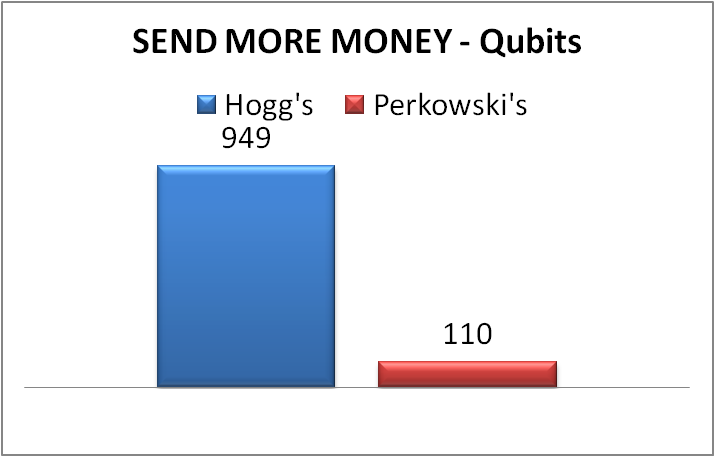 SEND MORE MONEY - Qubits
Hogg's Perkowski's
949
110